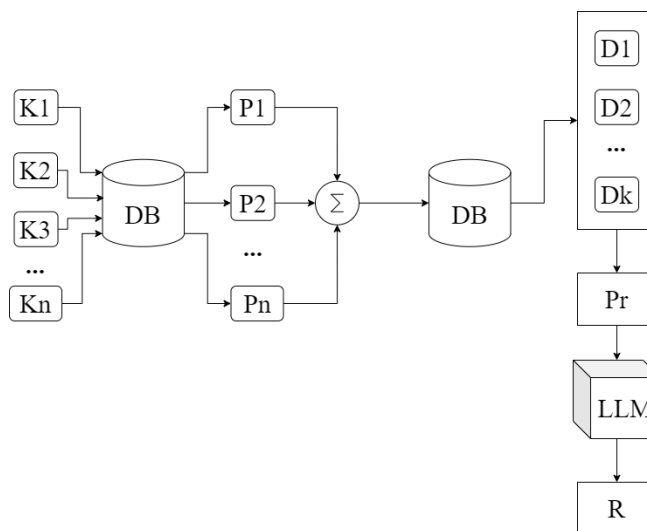 K1
K2
K3
...
Kn
DB
P1
P2
...
Pn
Σ
DB
D1
D2
...
Dk
Pr
LLM
R